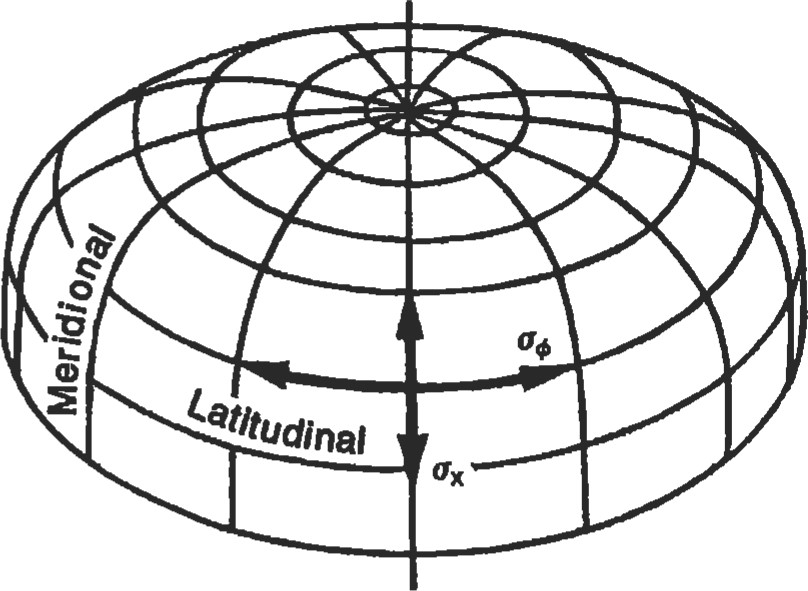 Meridional
Latitudinal
σϕ
σx